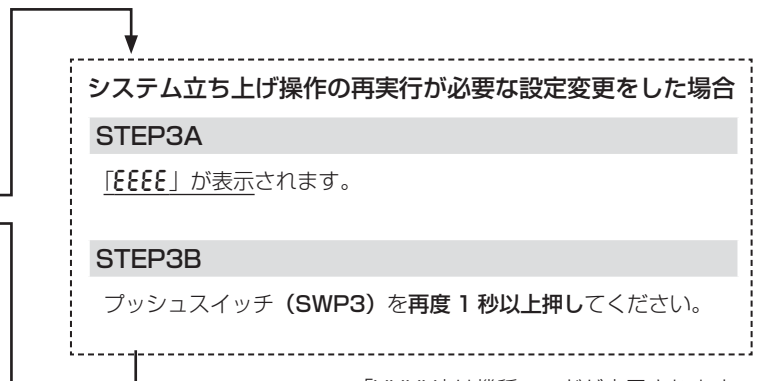 システム立ち上げ操作の再実行が必要な設定変更をした場合
STEP3A
「EEEE」が表示されます。
STEP3B
プッシュスイッチ（SWP3）を再度 1 秒以上押してください。